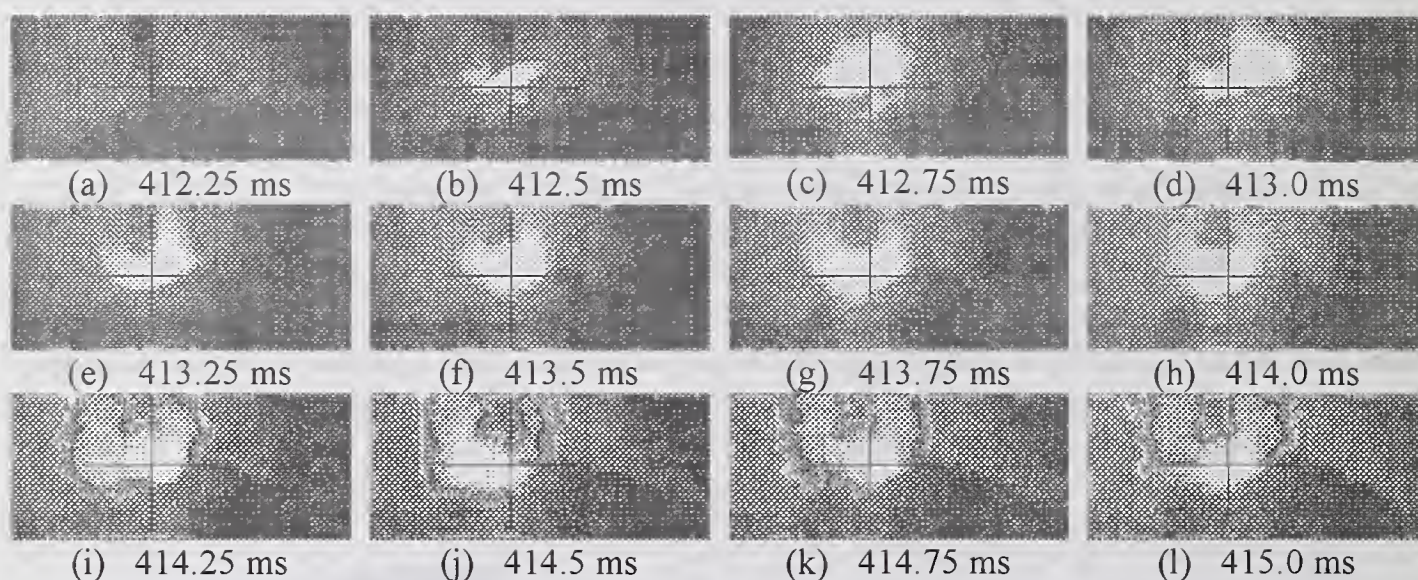 (a) 412.25 ms (b) 412.5 ms (c) 412.75 ms (d) 413.0 ms
(e) 413.25 ms (f) 413.5 ms (g) 413.75 ms (h) 414.0 ms
(i) 414.25 ms (j) 414.5 ms (k) 414.75 ms (l) 415.0 ms